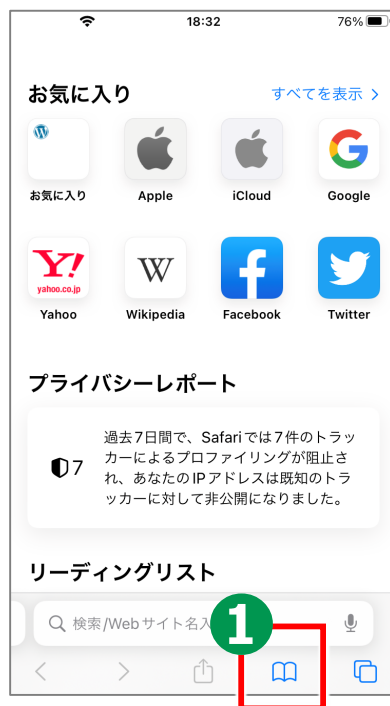 18:32
76%
お気に入り
すべてを表示 >
お気に入り
Apple
iCloud
Google
Y!
yahoo.co.jp
W
Yahoo
Wikipedia
Facebook
Twitter
プライバシーレポート
7
過去7日間で、Safariでは7件のトラッ
カーによるプロファイリングが阻止さ
れ、あなたのIPアドレスは既知のトラ
ッカーに対して非公開になりました。
リーディングリスト
検索/Webサイト名入
1